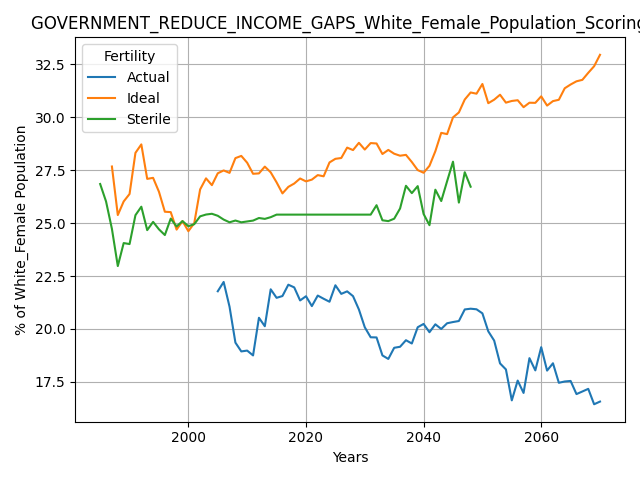 GOVERNMENT_REDUCE_INCOME_GAPS_White_Female_Population_Scoring
Fertility
Actual
Ideal
Sterile
32.5
30.0
27.5
25.0
22.5
20.0
17.5
% of White_Female Population
2000
2020
2040
2060
Years